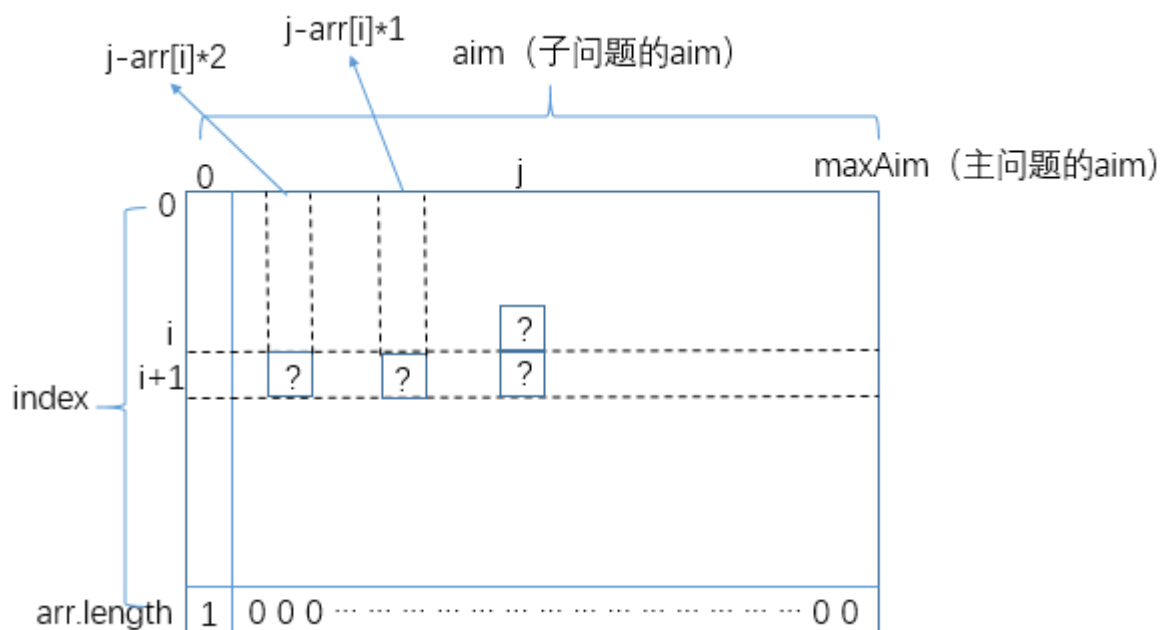 j-arr[i]*2
j-arr[i]*1
aim（子问题的aim）
0
j
maxAim（主问题的aim）
0
i
?
i+1
?
?
?
index
arr.length
1
0 0 0 ··· ··· ··· ··· ··· ··· ··· ··· ··· ··· ··· ··· ··· ··· 0 0